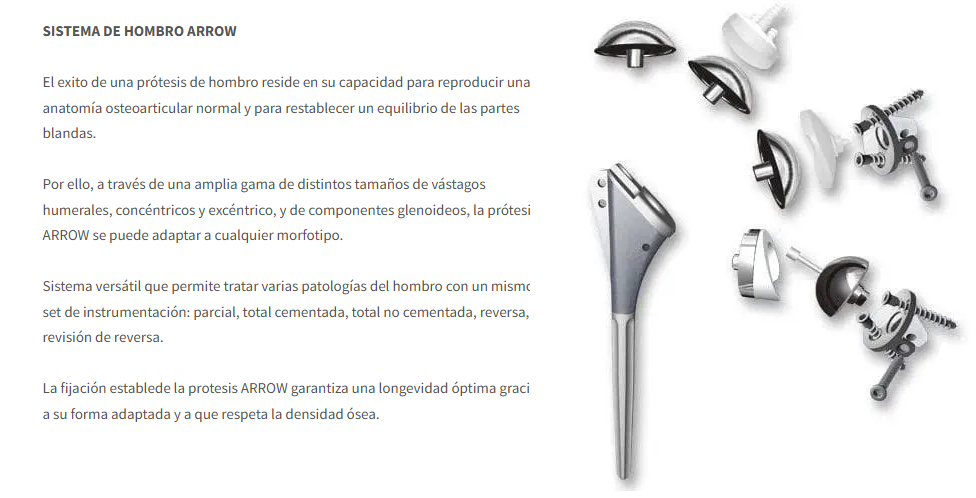 SISTEMA DE HOMBRO ARROW
El exito de una prótesis de hombro reside en su capacidad para reproducir una
anatomía osteoarticular normal y para restablecer un equilibrio de las partes
blandas.
Por ello, a través de una amplia gama de distintos tamaños de vástagos
humerales, concéntricos y excéntrico, y de componentes glenoideos, la prótesi
ARROW se puede adaptar a cualquier morfotipo.
Sistema versátil que permite tratar varias patologías del hombro con un mismo
set de instrumentación: parcial, total cementada, total no cementada, reversa,
revisión de reversa.
La fijación establede la protesis ARROW garantiza una longevidad óptima graci
a su forma adaptada y a que respeta la densidad ósea.